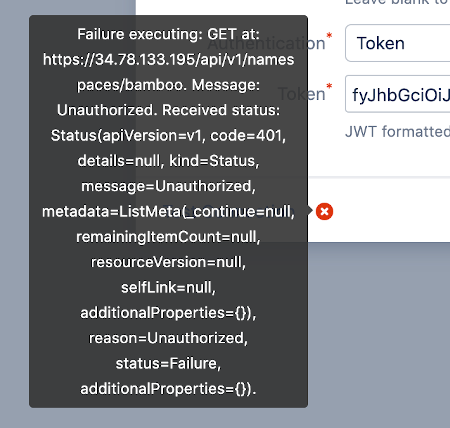 Leave blank to
Failure executing: GET at:
https://34.78.133.195/api/v1/names
paces/bamboo. Message:
Unauthorized. Received status:
Status(apiVersion=v1, code=401,
details=null, kind=Status,
message=Unauthorized,
metadata=ListMeta(_continue=null,
remainingItemCount=null,
resourceVersion=null,
selfLink=null,
additionalProperties={}),
reason=Unauthorized,
status=Failure,
additionalProperties={}).
Authentication*
Token
Token*
fyJhbGciOiJ
JWT formatted